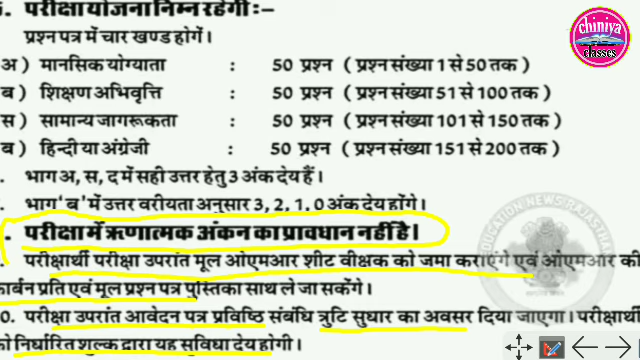 5. परीक्षा योजना निम्न रहेगी :–
chiniya
classes
प्रश्न पत्र में चार खण्ड होगें।
अ ) मानसिक योग्यता : 50 प्रश्न ( प्रश्न संख्या 1 से 50 तक )
ब ) शिक्षण अभिवृत्ति : 50 प्रश्न ( प्रश्न संख्या 51 से 100 तक )
स ) सामान्य जागरूकता : 50 प्रश्न ( प्रश्न संख्या 101 से 150 तक )
ब ) हिन्दी या अंग्रेजी : 50 प्रश्न ( प्रश्न संख्या 151 से 200 तक )
. भाग अ, स, द में सही उत्तर हेतु 3 अंक देय हैं।
. भाग ' ब ' में उत्तर वरीयता अनुसार 3, 2, 1, 0 अंक देय होंगे।
. परीक्षा में ऋणात्मक अंकन का प्रावधान नहीं है।
. परीक्षार्थी परीक्षा उपरांत मूल ओएमआर शीट वीक्षक को जमा कराएंगे एवं ओएमआर की
कार्बन प्रति एवं मूल प्रश्न पत्र पुस्तिका साथ ले जा सकेंगे।
0. परीक्षा उपरांत आवेदन पत्र प्रविष्ठि संबंधि त्रुटि सुधार का अवसर दिया जाएगा। परीक्षार्थी
को निर्धारित शुल्क द्वारा यह सुविधा देय होगी।
EDUCATION NEWS RAJASTHAN